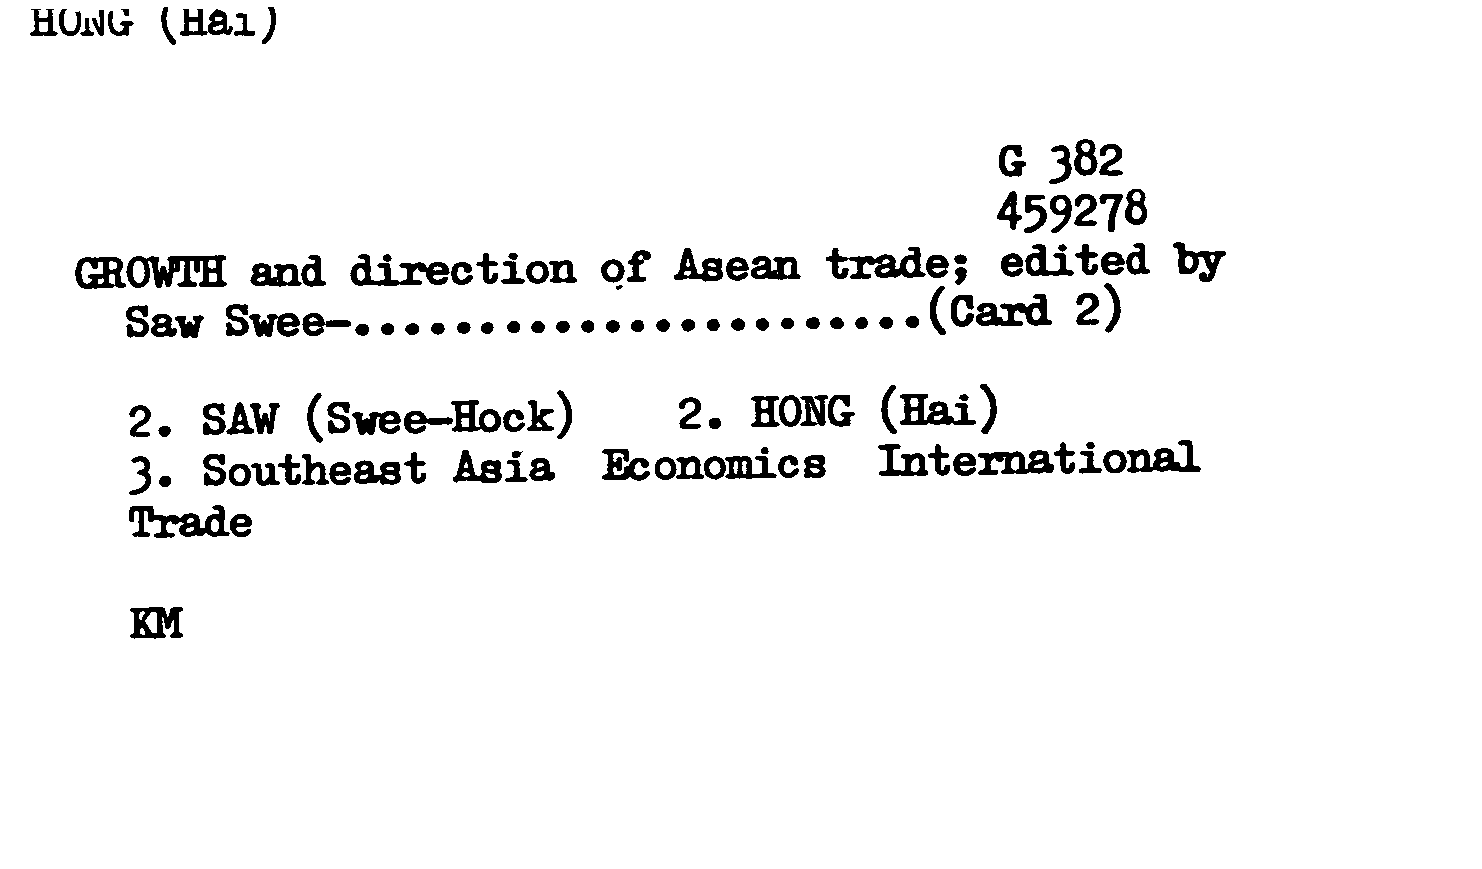 HONG (Hai)
G 382
459278
GROWTH and direction of Asean trade; edited by
Saw Swee-.......................(Card 2)
2. SAW (Swee-Hock) 2. HONG (Hai)
3. Southeast Asia Economics International
Trade
KM